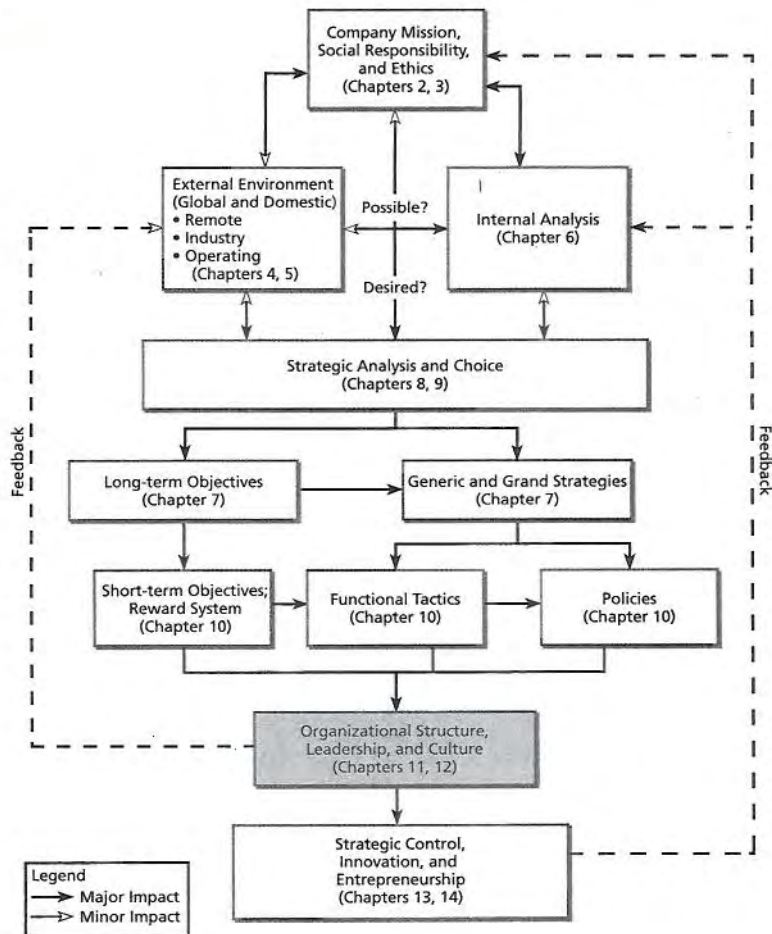 Company Mission,
Social Responsibility,
and Ethics
(Chapters 2, 3)
External Environment
(Global and Domestic)
• Remote
• Industry
• Operating
(Chapters 4, 5)
Possible?
Internal Analysis
(Chapter 6)
Desired?
Strategic Analysis and Choice
(Chapters 8, 9)
Feedback
Feedback
Long-term Objectives
(Chapter 7)
Generic and Grand Strategies
(Chapter 7)
Short-term Objectives;
Reward System
(Chapter 10)
Functional Tactics
(Chapter 10)
Policies
(Chapter 10)
Organizational Structure,
Leadership, and Culture
(Chapters 11, 12)
Strategic Control,
Innovation, and
Entrepreneurship
(Chapters 13, 14)
Legend
Major Impact
Minor Impact